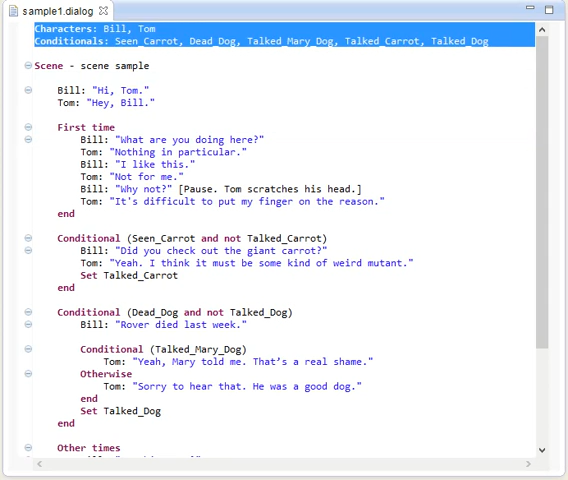 sample1.dialog
Characters: Bill, Tom
Conditionals: Seen_Carrot, Dead_Dog, Talked_Mary_Dog, Talked_Carrot, Talked_Dog
Scene - scene sample
Bill: "Hi, Tom."
Tom: "Hey, Bill."
First time
Bill: "What are you doing here?"
Tom: "Nothing in particular."
Bill: "I like this."
Tom: "Not for me."
Bill: "Why not?" [Pause. Tom scratches his head.]
Tom: "It's difficult to put my finger on the reason."
end
Conditional (Seen_Carrot and not Talked_Carrot)
Bill: "Did you check out the giant carrot?"
Tom: "Yeah. I think it must be some kind of weird mutant."
Set Talked_Carrot
end
Conditional (Dead_Dog and not Talked_Dog)
Bill: "Rover died last week."
Conditional (Talked_Mary_Dog)
Tom: "Yeah, Mary told me. That’s a real shame."
Otherwise
Tom: "Sorry to hear that. He was a good dog."
end
Set Talked_Dog
end
Other times